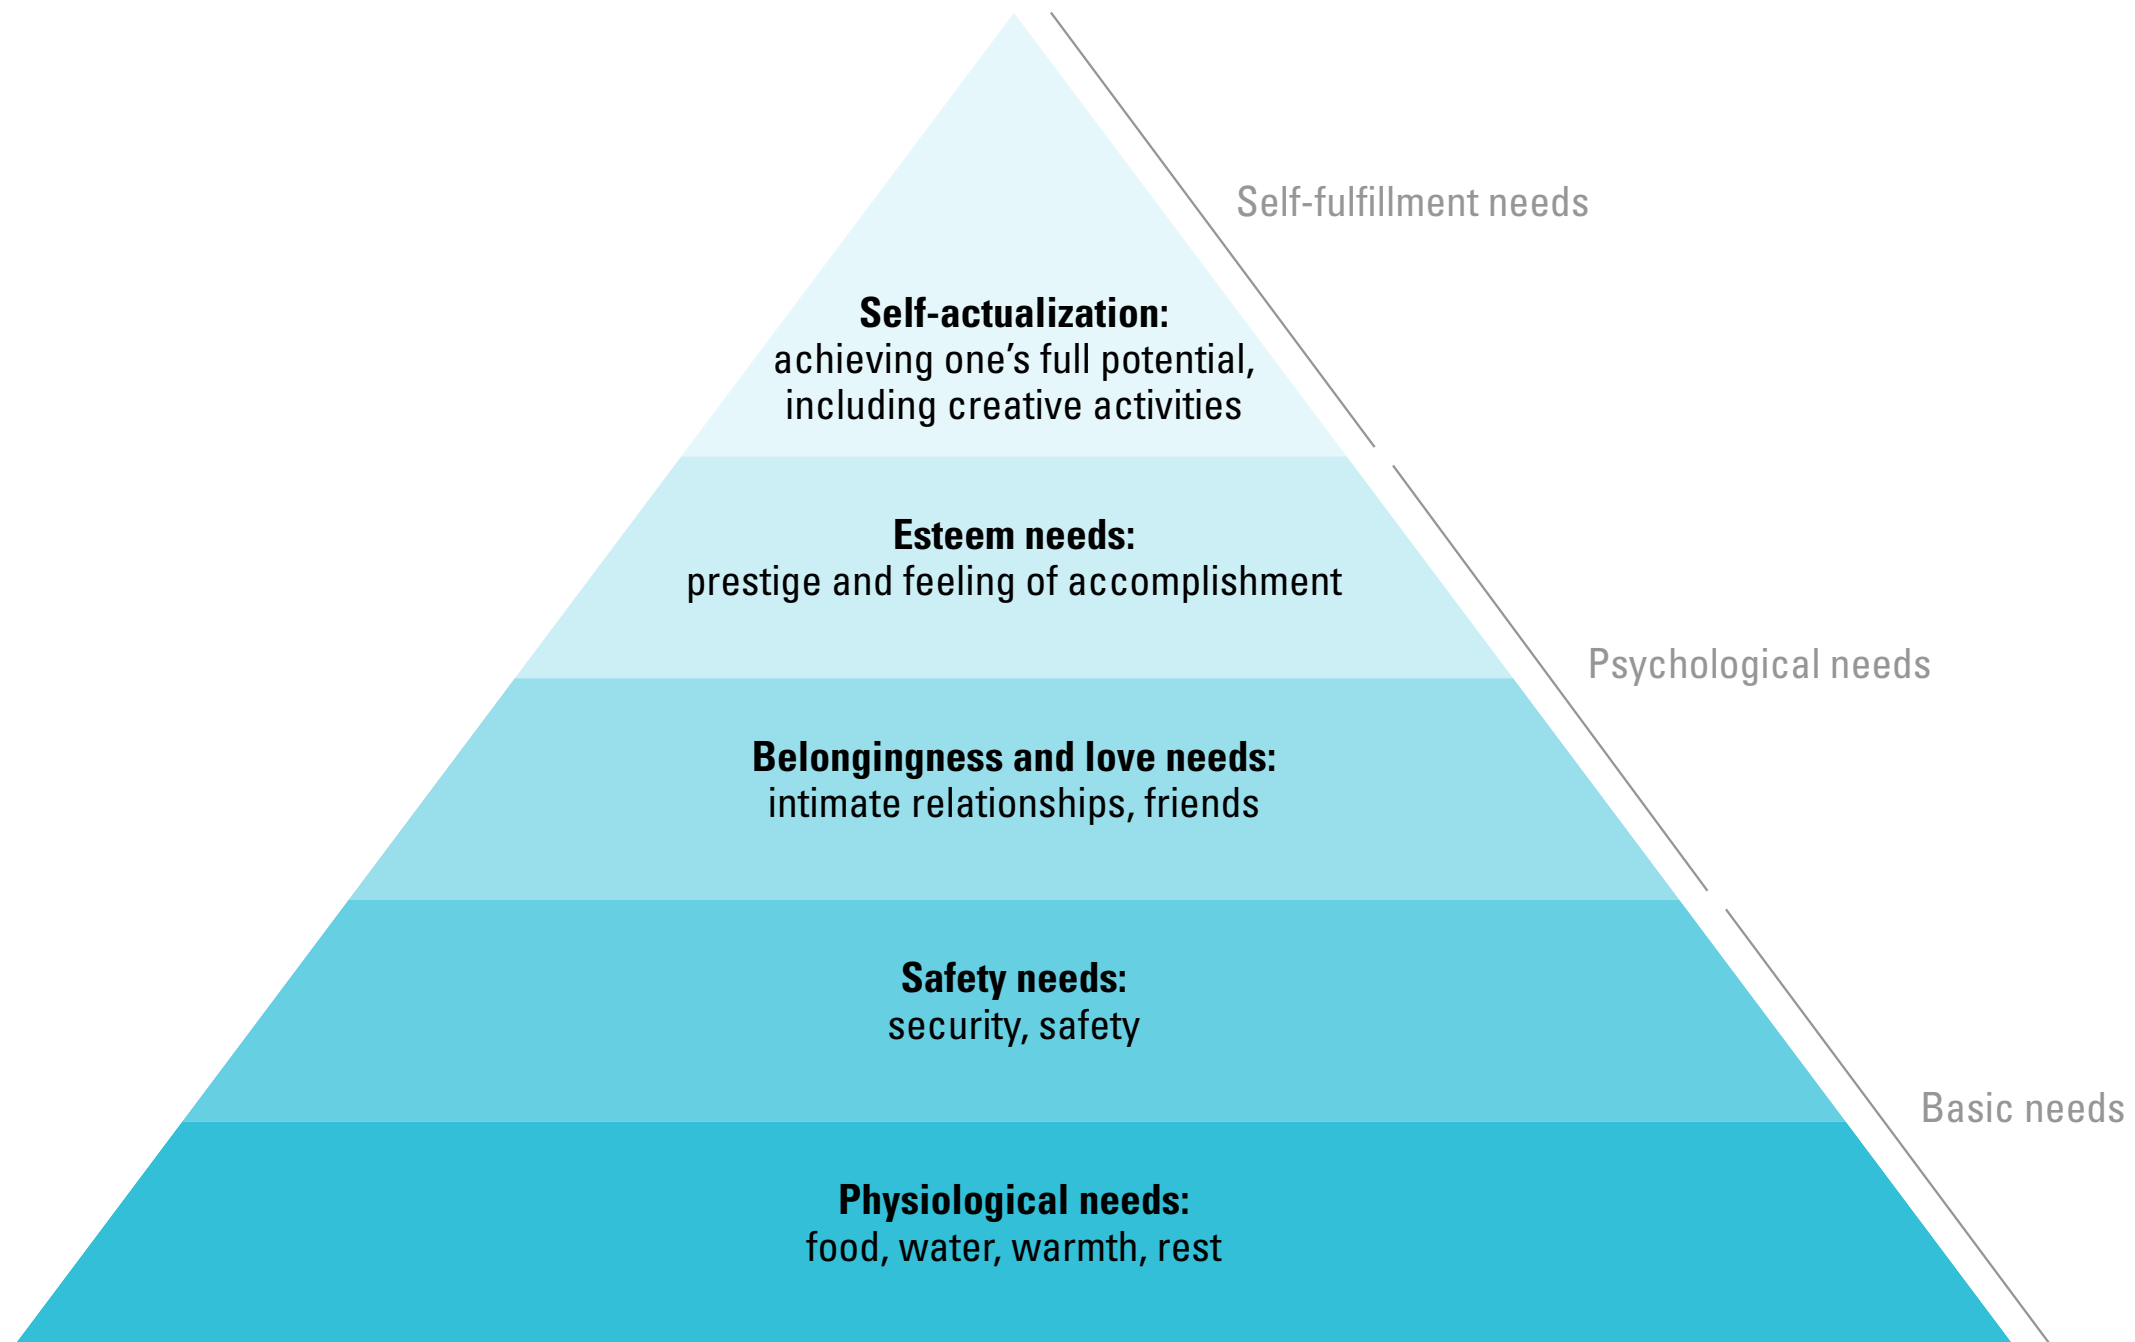 Self-fulfillment needs
Self-actualization:
achieving one’s full potential,
including creative activities
Esteem needs:
prestige and feeling of accomplishment
Psychological needs
Belongingness and love needs:
intimate relationships, friends
Safety needs:
security, safety
Basic needs
Physiological needs:
food, water, warmth, rest